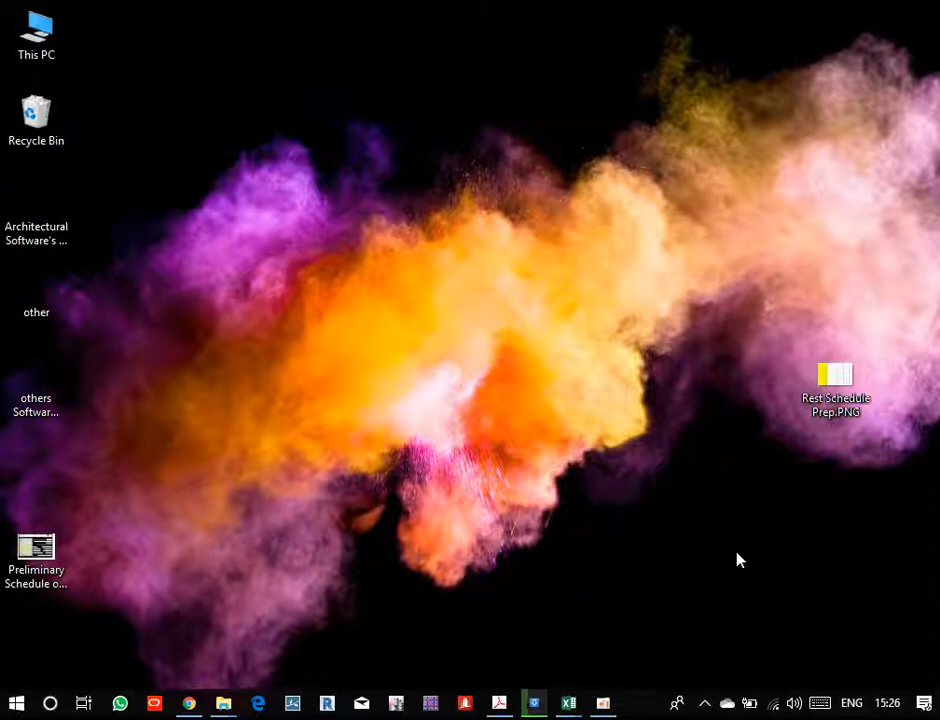 This PC
Recycle Bin
Architectural
Software's ...
other
others
Softwar...
Rest Schedule
Prep.PNG
Preliminary
Schedule o...
ENG
15:26